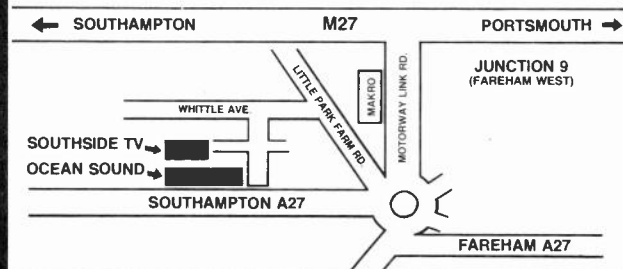 ← SOUTHAMPTON M27 PORTSMOUTH →
JUNCTION 9
(FAREHAM WEST)
LITTLE PARK FARM RD.
MAKRO
MOTORWAY LINK RD.
WHITTLE AVE
SOUTHSIDE TV
OCEAN SOUND
SOUTHAMPTON A27
FAREHAM A27